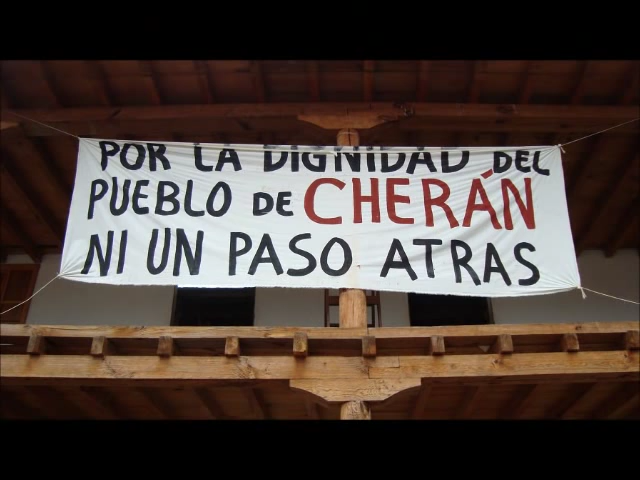 POR LA DIGNIDAD DEL
PUEBLO DE CHERÁN
NI UN PASO ATRAS